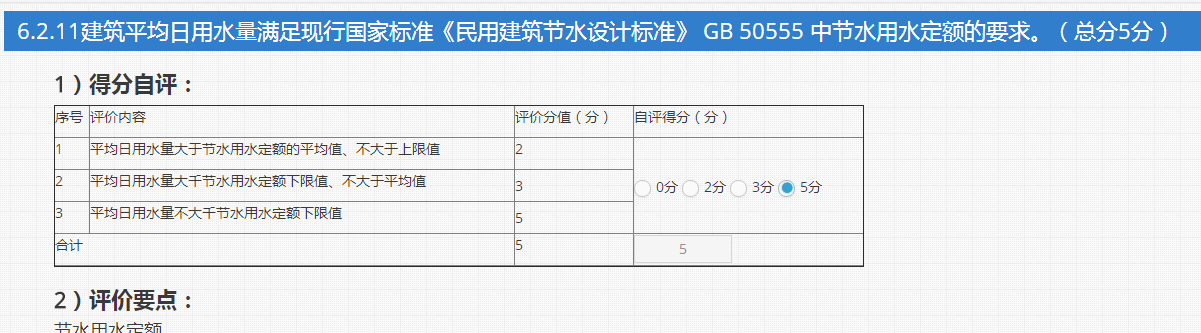 6.2.11建筑平均日用水量满足现行国家标准《民用建筑节水设计标准》 GB 50555 中节水用水定额的要求。（总分5分）
1）得分自评：
序号 评价内容 评价分值（分） 自评得分（分）
1 平均日用水量大于节水用水定额的平均值、不大于上限值 2
2 平均日用水量大千节水用水定额下限值、不大于平均值 3
0分 2分 3分 5分
3 平均日用水量不大千节水用水定额下限值 5
合计 5 5
2）评价要点：
节水用水定额